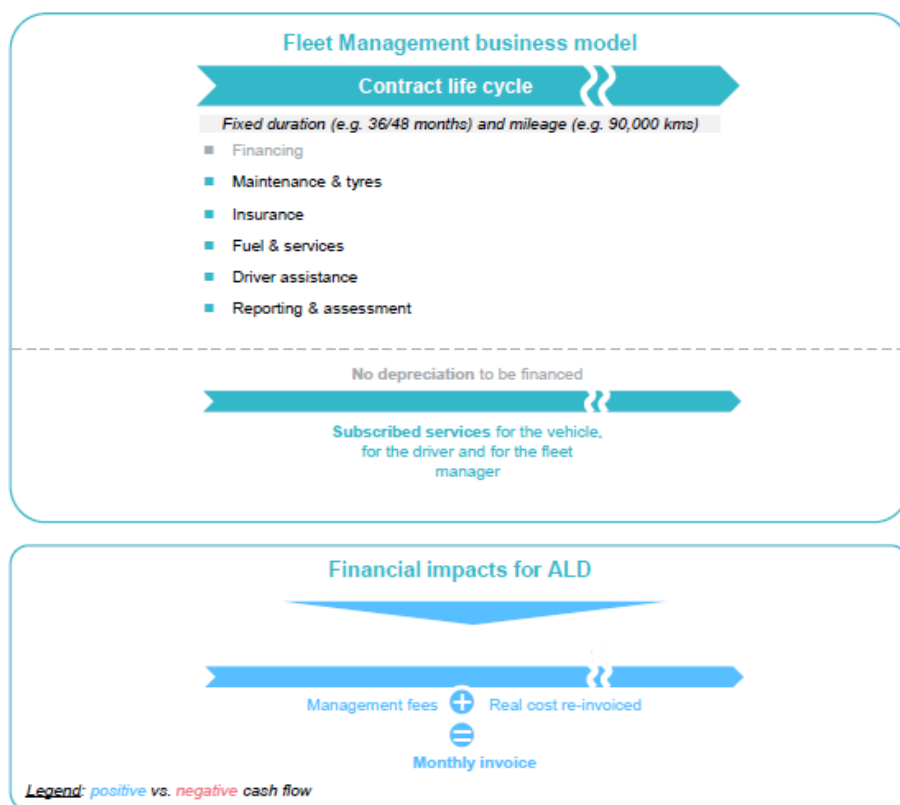 Fleet Management business model
Contract life cycle
Fixed duration (e.g. 36/48 months) and mileage (e.g. 90,000 kms)
Financing
Maintenance & tyres
Insurance
Fuel & services
Driver assistance
Reporting & assessment
No depreciation to be financed
Subscribed services for the vehicle,
for the driver and for the fleet
manager
Financial impacts for ALD
Management fees + Real cost re-invoiced
=
Monthly invoice
Legend: positive vs. negative cash flow